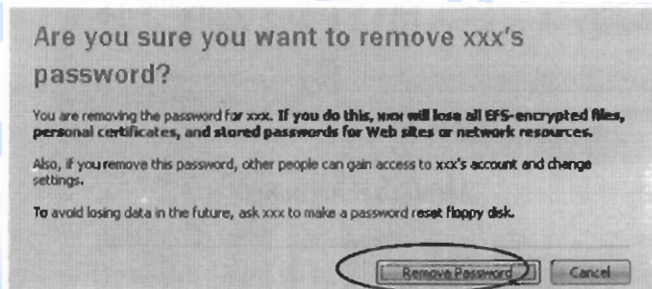 Are you sure you want to remove xxx's
password?
You are removing the password for xxx. If you do this, xxx will lose all EFS-encrypted files,
personal certificates, and stored passwords for Web sites or network resources.
Also, if you remove this password, other people can gain access to xxx's account and change
settings.
To avoid losing data in the future, ask xxx to make a password reset floppy disk.
Remove Password
Cancel